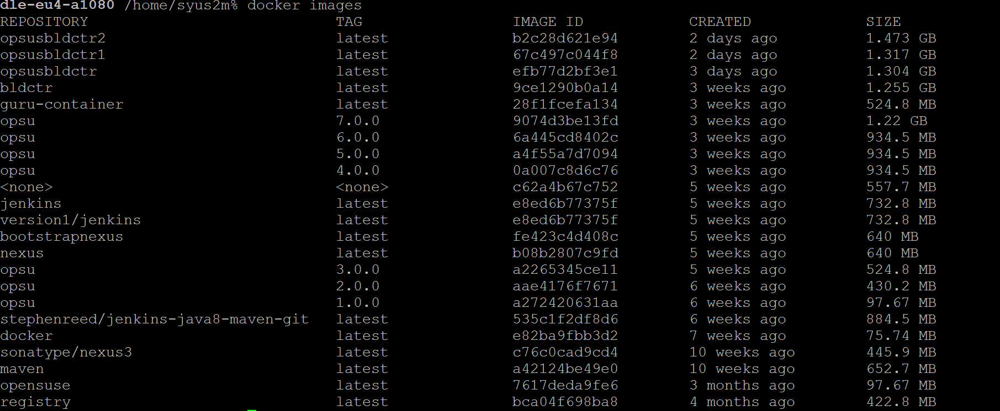 dle-eu4-a1080 /home/syus2m% docker images
REPOSITORY TAG IMAGE ID CREATED SIZE
opsusbldctr2 latest b2c28d621e94 2 days ago 1.473 GB
opsusbldctr1 latest 67c497c044f8 2 days ago 1.317 GB
opsusbldctr latest efb77d2bf3e1 3 days ago 1.304 GB
bldctr latest 9ce1290b0a14 3 weeks ago 1.255 GB
guru-container latest 28f1fcefa134 3 weeks ago 524.8 MB
opsu 7.0.0 9074d3be13fd 3 weeks ago 1.22 GB
opsu 6.0.0 6a445cd8402c 3 weeks ago 934.5 MB
opsu 5.0.0 a4f55a7d7094 3 weeks ago 934.5 MB
opsu 4.0.0 0a007c8d6c76 3 weeks ago 934.5 MB
<none> <none> c62a4b67c752 5 weeks ago 557.7 MB
jenkins latest e8ed6b77375f 5 weeks ago 732.8 MB
version1/jenkins latest e8ed6b77375f 5 weeks ago 732.8 MB
bootstrapnexus latest fe423c4d408c 5 weeks ago 640 MB
nexus latest b08b2807c9fd 5 weeks ago 640 MB
opsu 3.0.0 a2265345ce11 5 weeks ago 524.8 MB
opsu 2.0.0 aae4176f7671 6 weeks ago 430.2 MB
opsu 1.0.0 a272420631aa 6 weeks ago 97.67 MB
stephenreed/jenkins-java8-maven-git latest 535c1f2df8d6 6 weeks ago 884.5 MB
docker latest e82ba9fbb3d2 7 weeks ago 75.74 MB
sonatype/nexus3 latest c76c0cad9cd4 10 weeks ago 445.9 MB
maven latest a42124be49e0 10 weeks ago 652.7 MB
opensuse latest 7617deda9fe6 3 months ago 97.67 MB
registry latest bca04f698ba8 4 months ago 422.8 MB